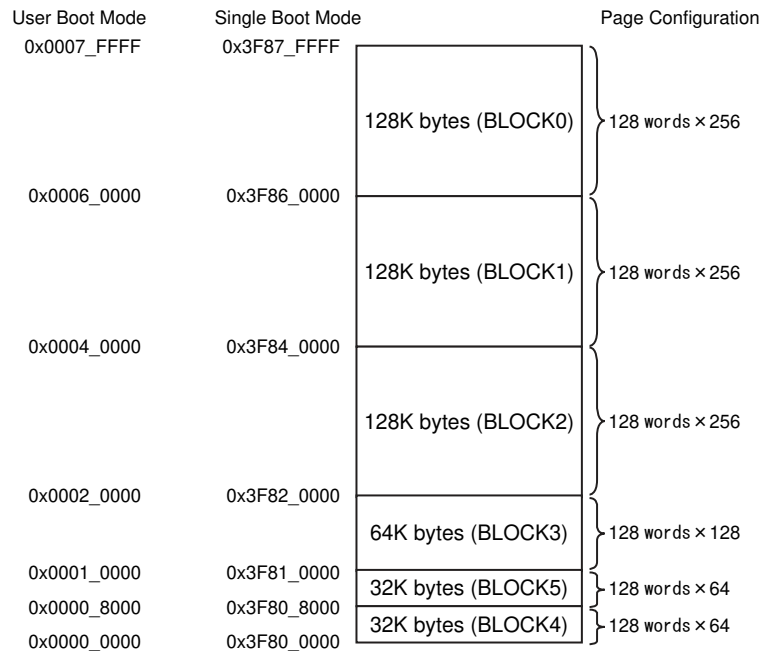 User Boot Mode Single Boot Mode Page Configuration
0x0007_FFFF 0x3F87_FFFF
128K bytes (BLOCK0) 128 words×256
0x0006_0000 0x3F86_0000
128K bytes (BLOCK1) 128 words×256
0x0004_0000 0x3F84_0000
128K bytes (BLOCK2) 128 words×256
0x0002_0000 0x3F82_0000
64K bytes (BLOCK3) 128 words×128
0x0001_0000 0x3F81_0000
32K bytes (BLOCK5) 128 words×64
0x0000_8000 0x3F80_8000
32K bytes (BLOCK4) 128 words×64
0x0000_0000 0x3F80_0000